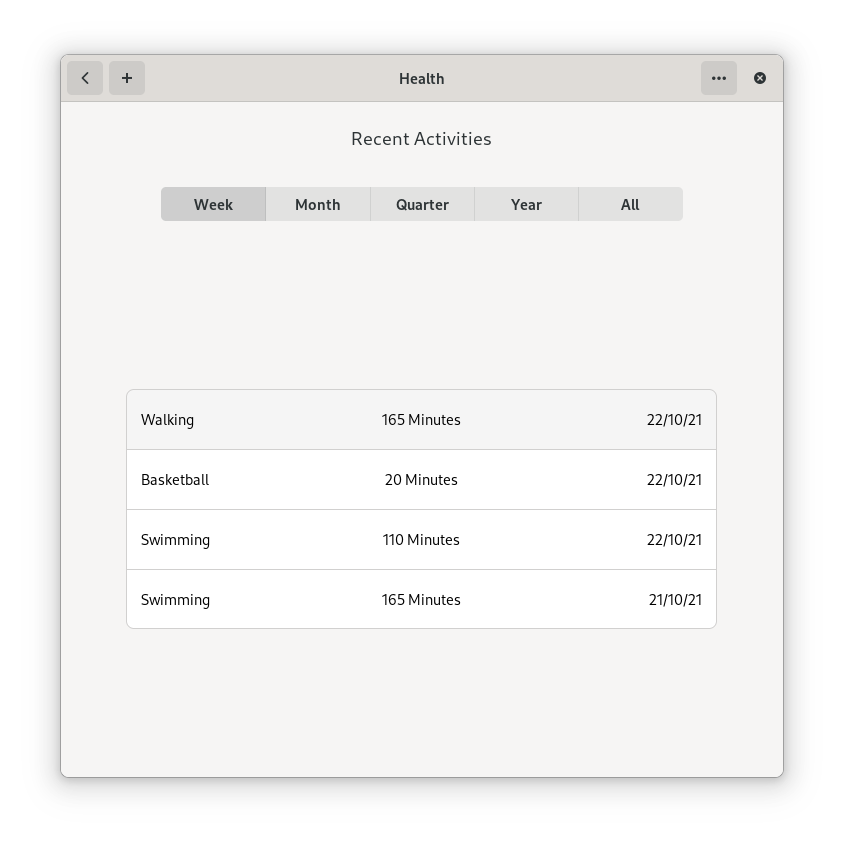 Health
Recent Activities
Week Month Quarter Year All
Walking 165 Minutes 22/10/21
Basketball 20 Minutes 22/10/21
Swimming 110 Minutes 22/10/21
Swimming 165 Minutes 21/10/21